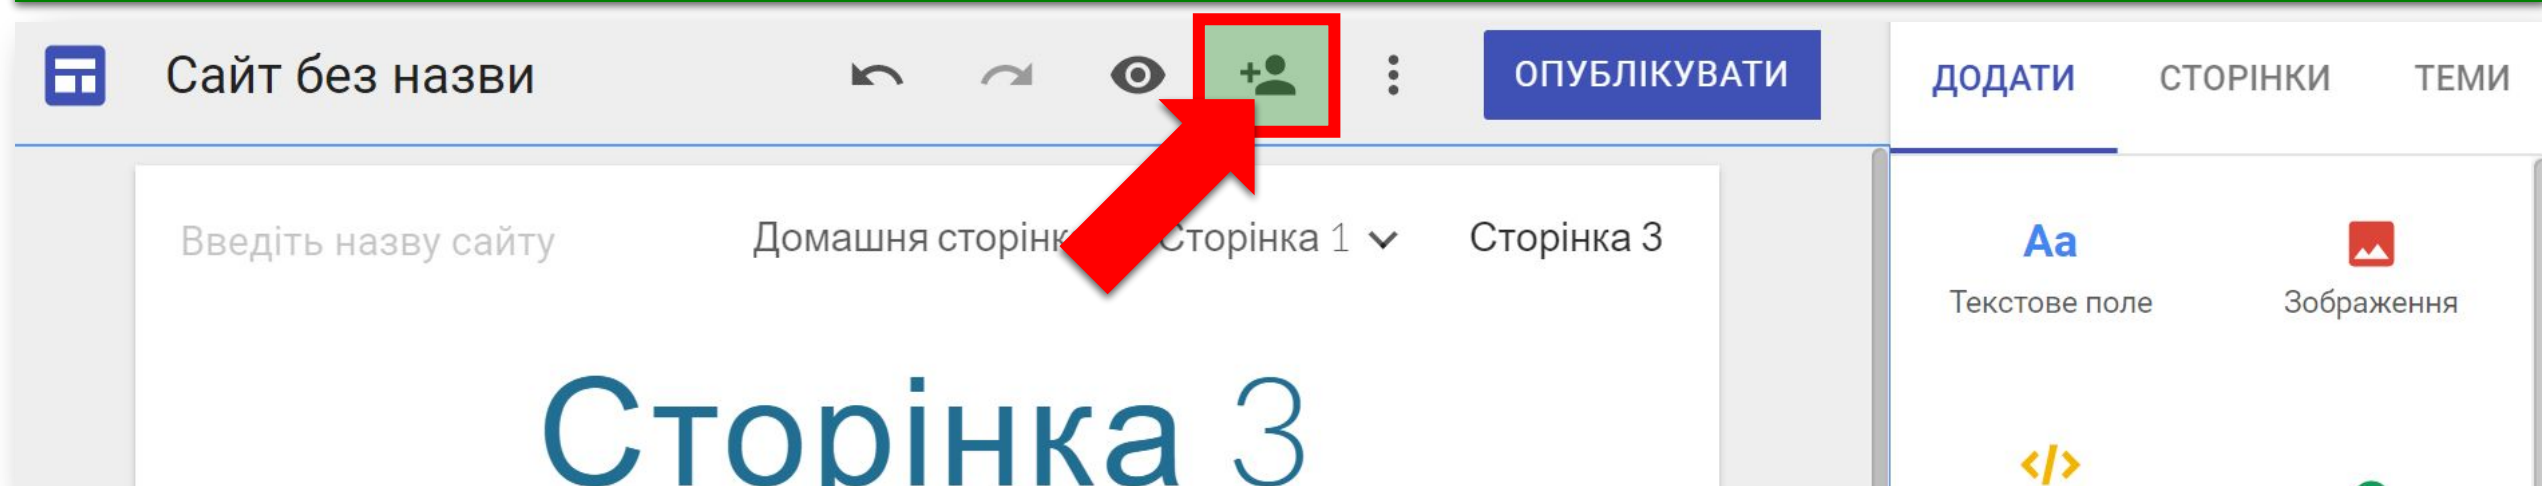 Сайт без назви
ОПУБЛІКУВАТИ
ДОДАТИ СТОРІНКИ ТЕМИ
Введіть назву сайту Домашня Сторінка 1 Сторінка 3
Aa
Текстове поле Зображення
Сторінка 3